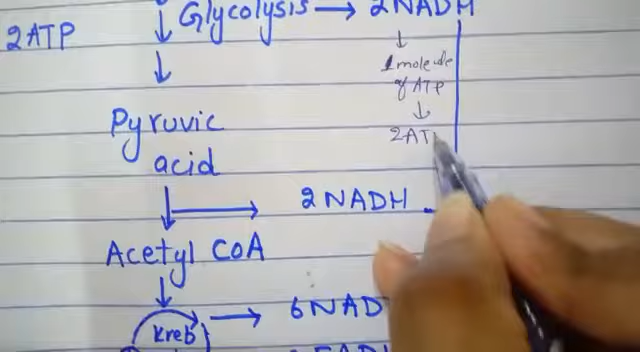 Glycolysis → 2NADH
2ATP
↓
1 molecule
of ATP
↓
2AT
Pyruvic
acid
→ 2NADH
Acetyl COA
→ 6NAD
Kreb